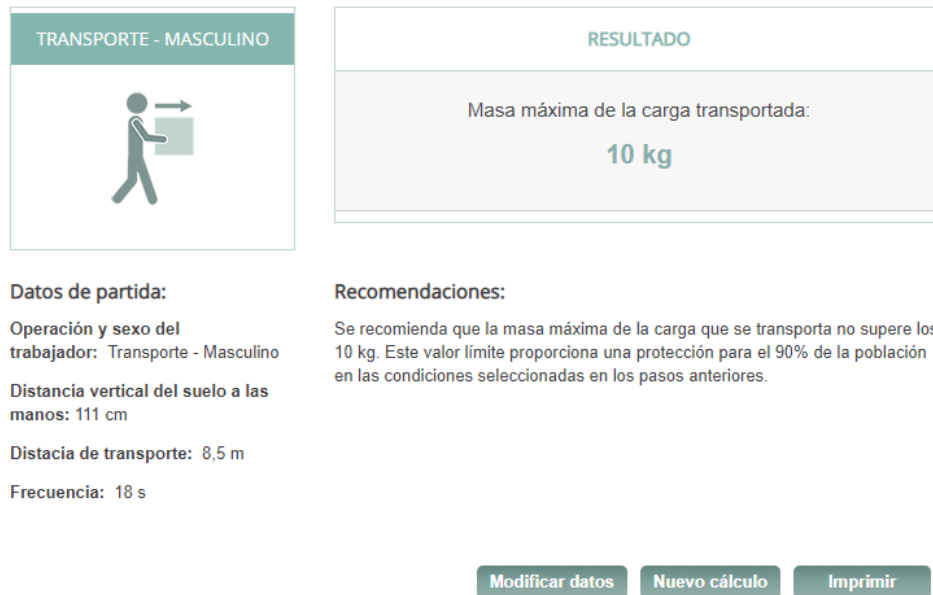 TRANSPORTE - MASCULINO
RESULTADO
Masa máxima de la carga transportada:
10 kg
Datos de partida:
Operación y sexo del
trabajador: Transporte - Masculino
Distancia vertical del suelo a las
manos: 111 cm
Distacia de transporte: 8,5 m
Frecuencia: 18 s
Recomendaciones:
Se recomienda que la masa máxima de la carga que se transporta no supere los
10 kg. Este valor límite proporciona una protección para el 90% de la población
en las condiciones seleccionadas en los pasos anteriores.
Modificar datos
Nuevo cálculo
Imprimir